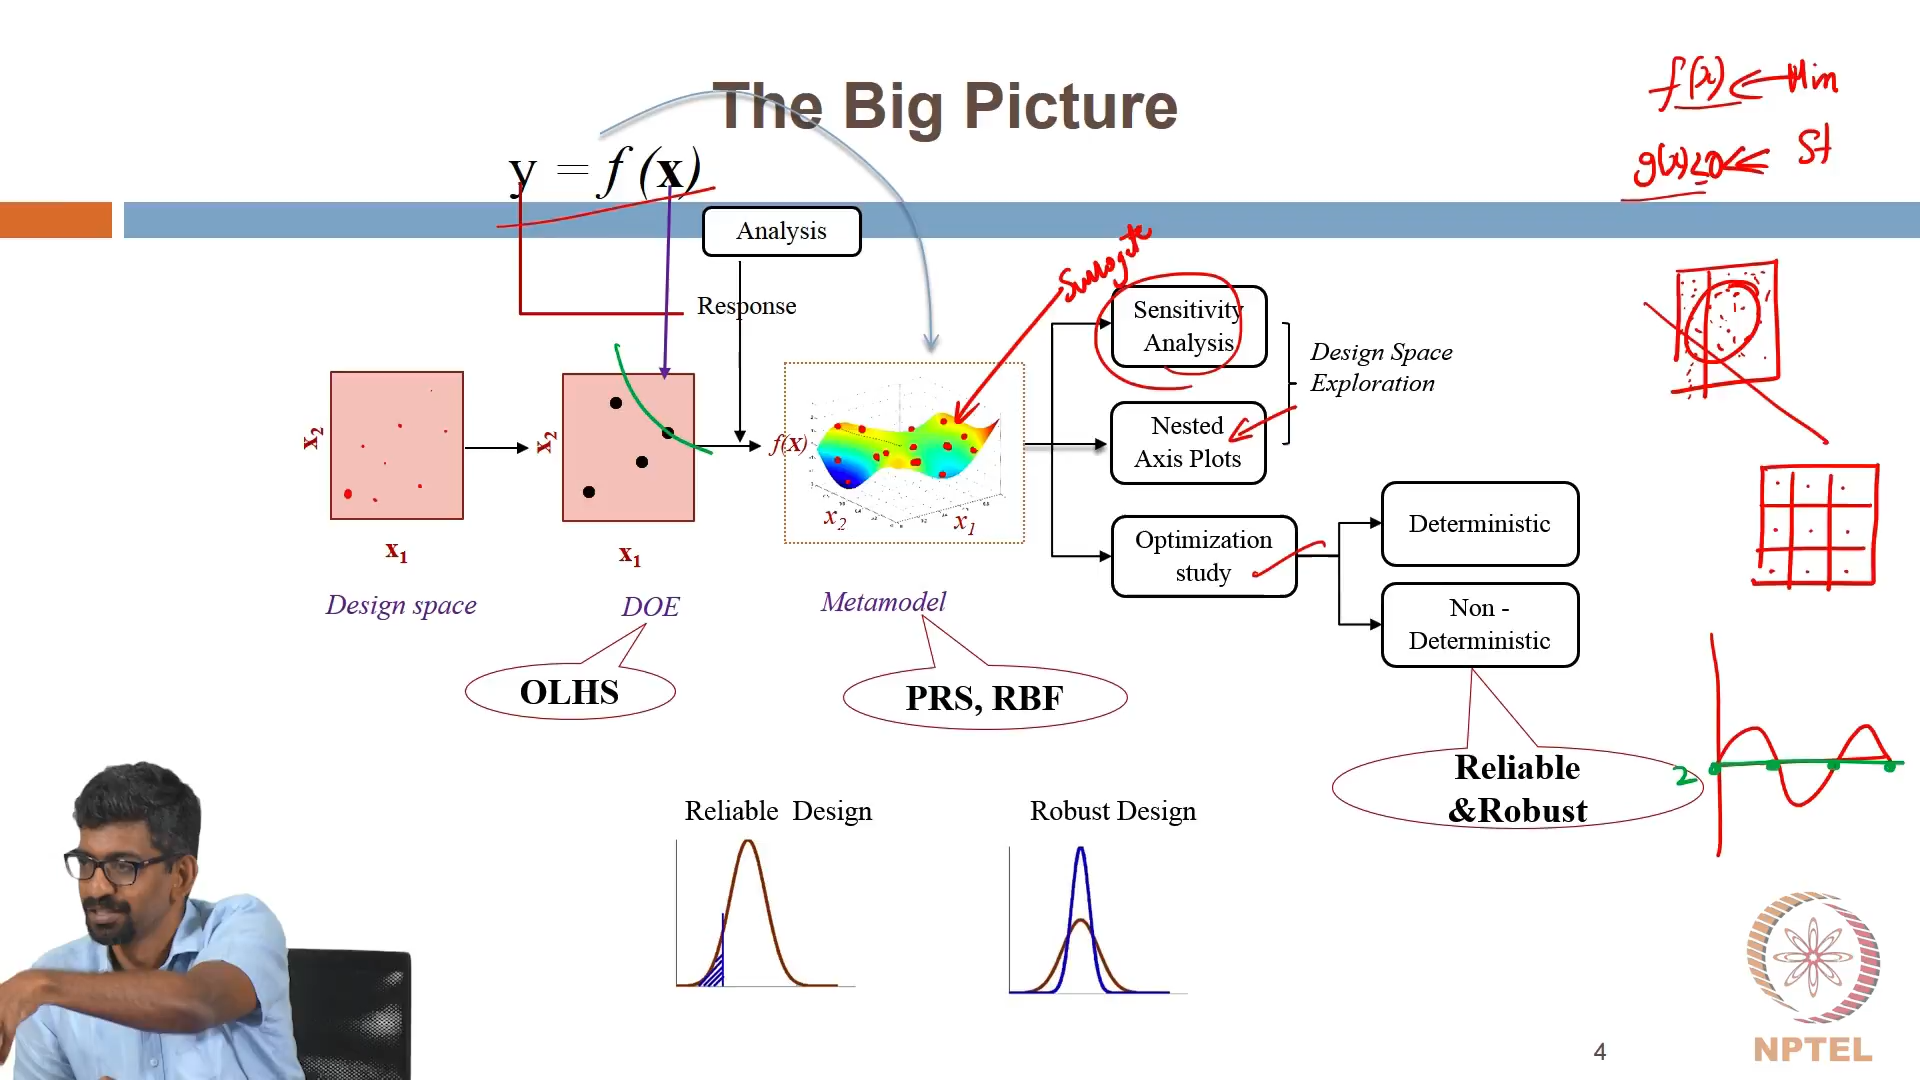 The Big Picture
y = f (x)
f(x) ⇐ Min
g(x)≤0 ⇐ St
Analysis
Response
Surrogate
Sensitivity
Analysis
Design Space
Exploration
Nested
Axis Plots
Optimization
study
Deterministic
Non -
Deterministic
x2
x1
Design space
x2
x1
DOE
f(x)
x2
x1
Metamodel
OLHS
PRS, RBF
Reliable
&Robust
2
Reliable Design
Robust Design
4
NPTEL